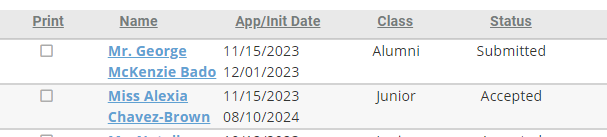 Print Name App/Init Date Class Status
Mr. George 11/15/2023 Alumni Submitted
McKenzie Bado 12/01/2023
Miss Alexia 11/15/2023 Junior Accepted
Chavez-Brown 08/10/2024